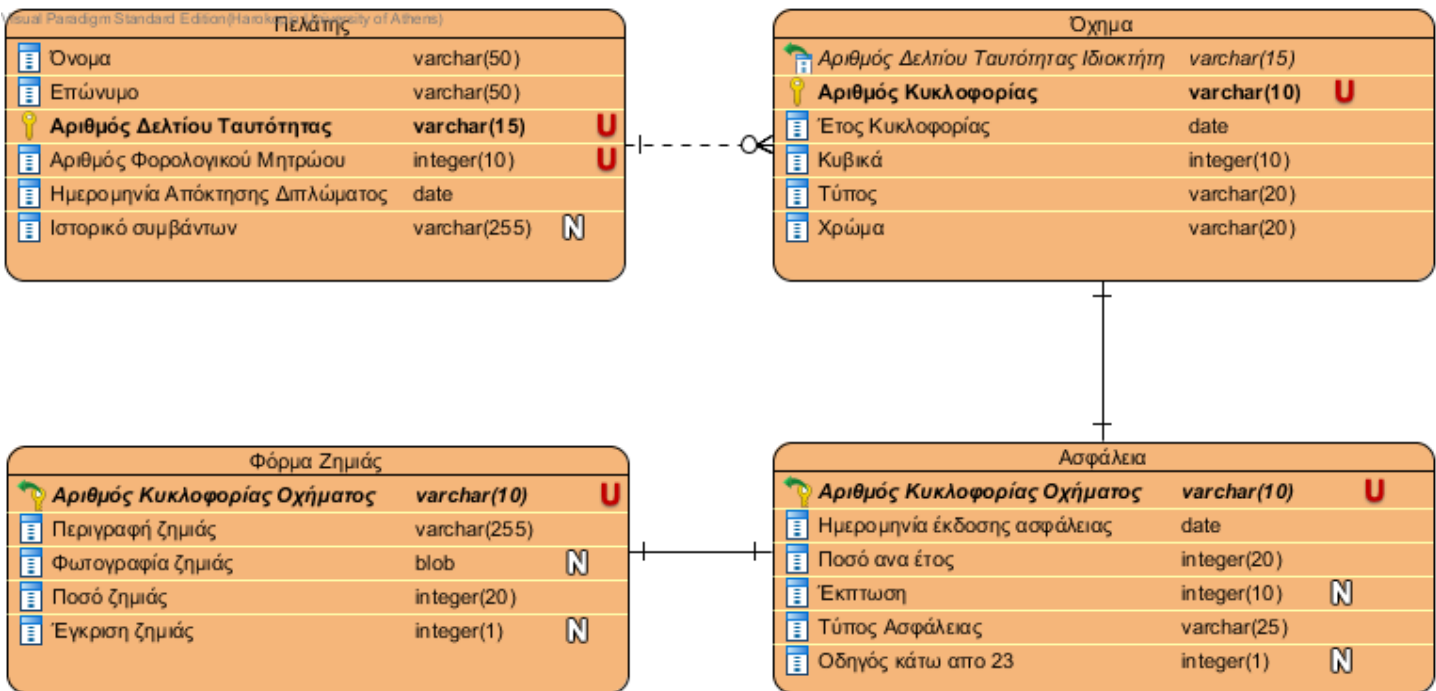 Visual Paradigm Standard Edition(Harokopio University of Athens)
Πελάτης
Όνομα varchar(50)
Επώνυμο varchar(50)
Αριθμός Δελτίου Ταυτότητας varchar(15) U
Αριθμός Φορολογικού Μητρώου integer(10) U
Ημερομηνία Απόκτησης Διπλώματος date
Ιστορικό συμβάντων varchar(255) N
Όχημα
Αριθμός Δελτίου Ταυτότητας Ιδιοκτήτη varchar(15)
Αριθμός Κυκλοφορίας varchar(10) U
Έτος Κυκλοφορίας date
Κυβικά integer(10)
Τύπος varchar(20)
Χρώμα varchar(20)
Φόρμα Ζημιάς
Αριθμός Κυκλοφορίας Οχήματος varchar(10) U
Περιγραφή ζημιάς varchar(255)
Φωτογραφία ζημιάς blob N
Ποσό ζημιάς integer(20)
Έγκριση ζημιάς integer(1) N
Ασφάλεια
Αριθμός Κυκλοφορίας Οχήματος varchar(10) U
Ημερομηνία έκδοσης ασφάλειας date
Ποσό ανα έτος integer(20)
Έκπτωση integer(10) N
Τύπος Ασφάλειας varchar(25)
Οδηγός κάτω απο 23 integer(1) N